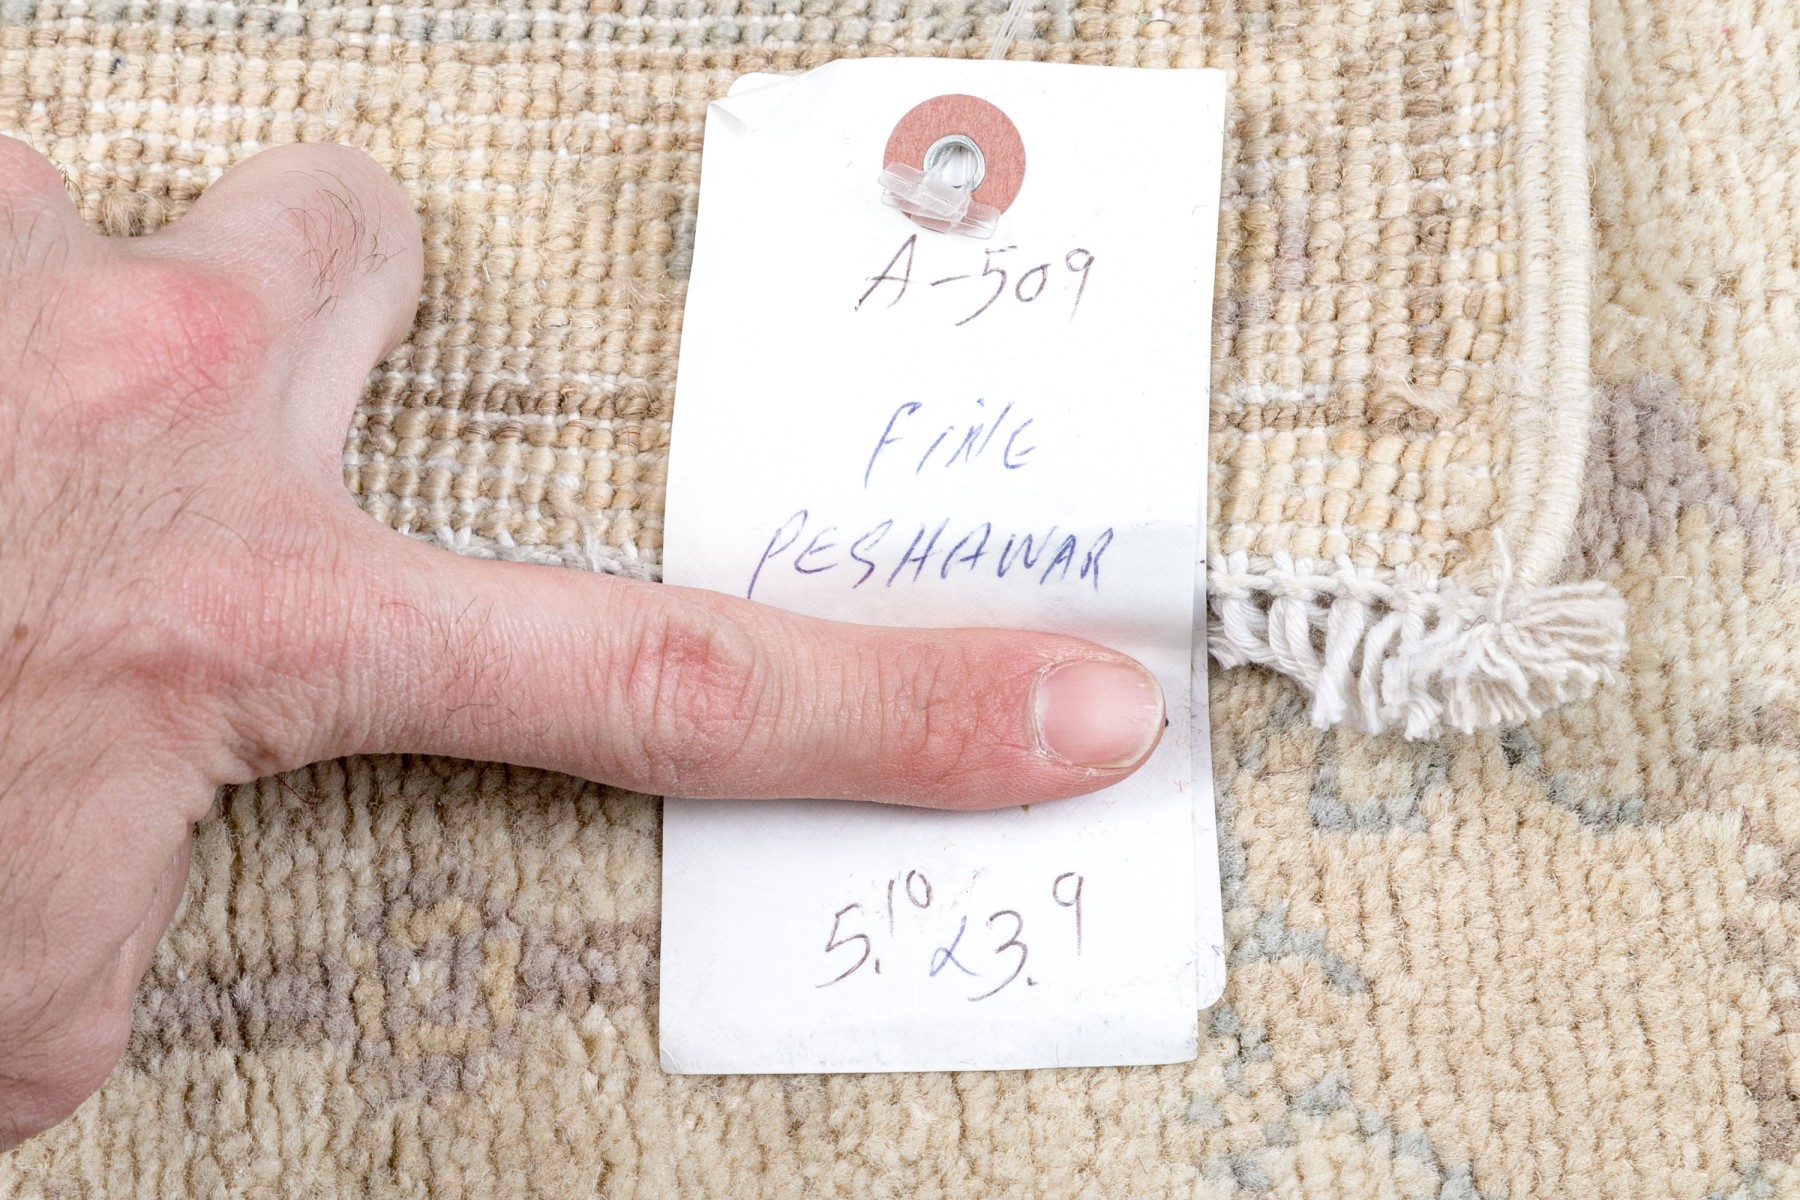 A-509
FINE
PESHAWAR
5.10 x 3.9